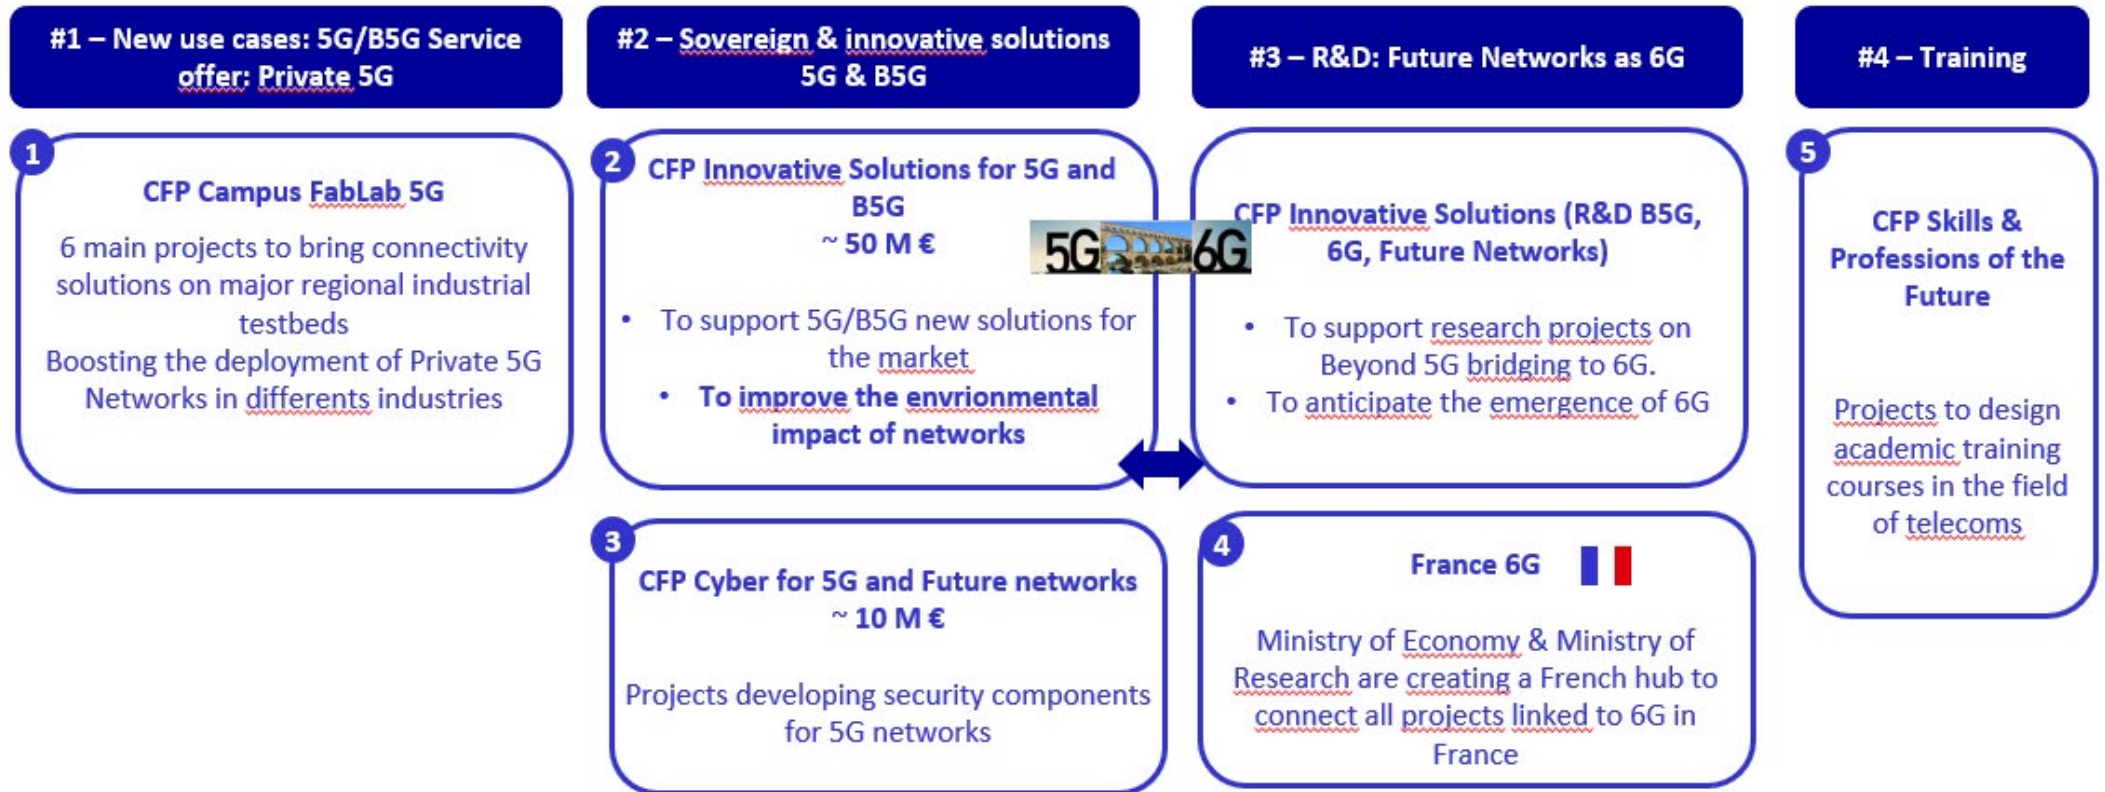 #1 – New use cases: 5G/B5G Service
offer: Private 5G
#2 – Sovereign & innovative solutions
5G & B5G
#3 – R&D: Future Networks as 6G
#4 – Training
1
CFP Campus FabLab 5G
6 main projects to bring connectivity
solutions on major regional industrial
testbeds
Boosting the deployment of Private 5G
Networks in differents industries
2
CFP Innovative Solutions for 5G and
B5G
~ 50 M €
• To support 5G/B5G new solutions for
the market
• To improve the envrionmental
impact of networks
5G 6G
CFP Innovative Solutions (R&D B5G,
6G, Future Networks)
• To support research projects on
Beyond 5G bridging to 6G.
• To anticipate the emergence of 6G
3
CFP Cyber for 5G and Future networks
~ 10 M €
Projects developing security components
for 5G networks
4
France 6G
Ministry of Economy & Ministry of
Research are creating a French hub to
connect all projects linked to 6G in
France
5
CFP Skills &
Professions of the
Future
Projects to design
academic training
courses in the field
of telecoms